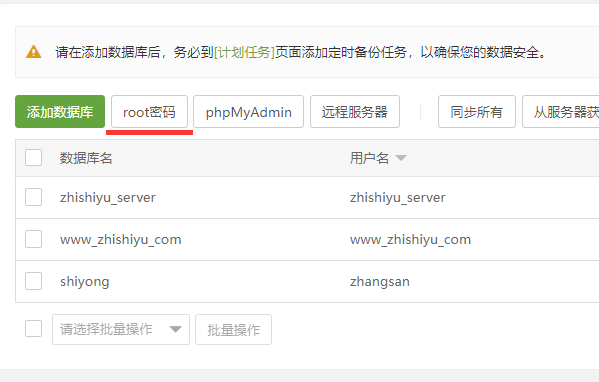 请在添加数据库后，务必到[计划任务]页面添加定时备份任务，以确保您的数据安全。
添加数据库 root密码 phpMyAdmin 远程服务器 同步所有 从服务器获
数据库名 用户名
zhishiyu_server zhishiyu_server
www_zhishiyu_com www_zhishiyu_com
shiyong zhangsan
请选择批量操作 批量操作